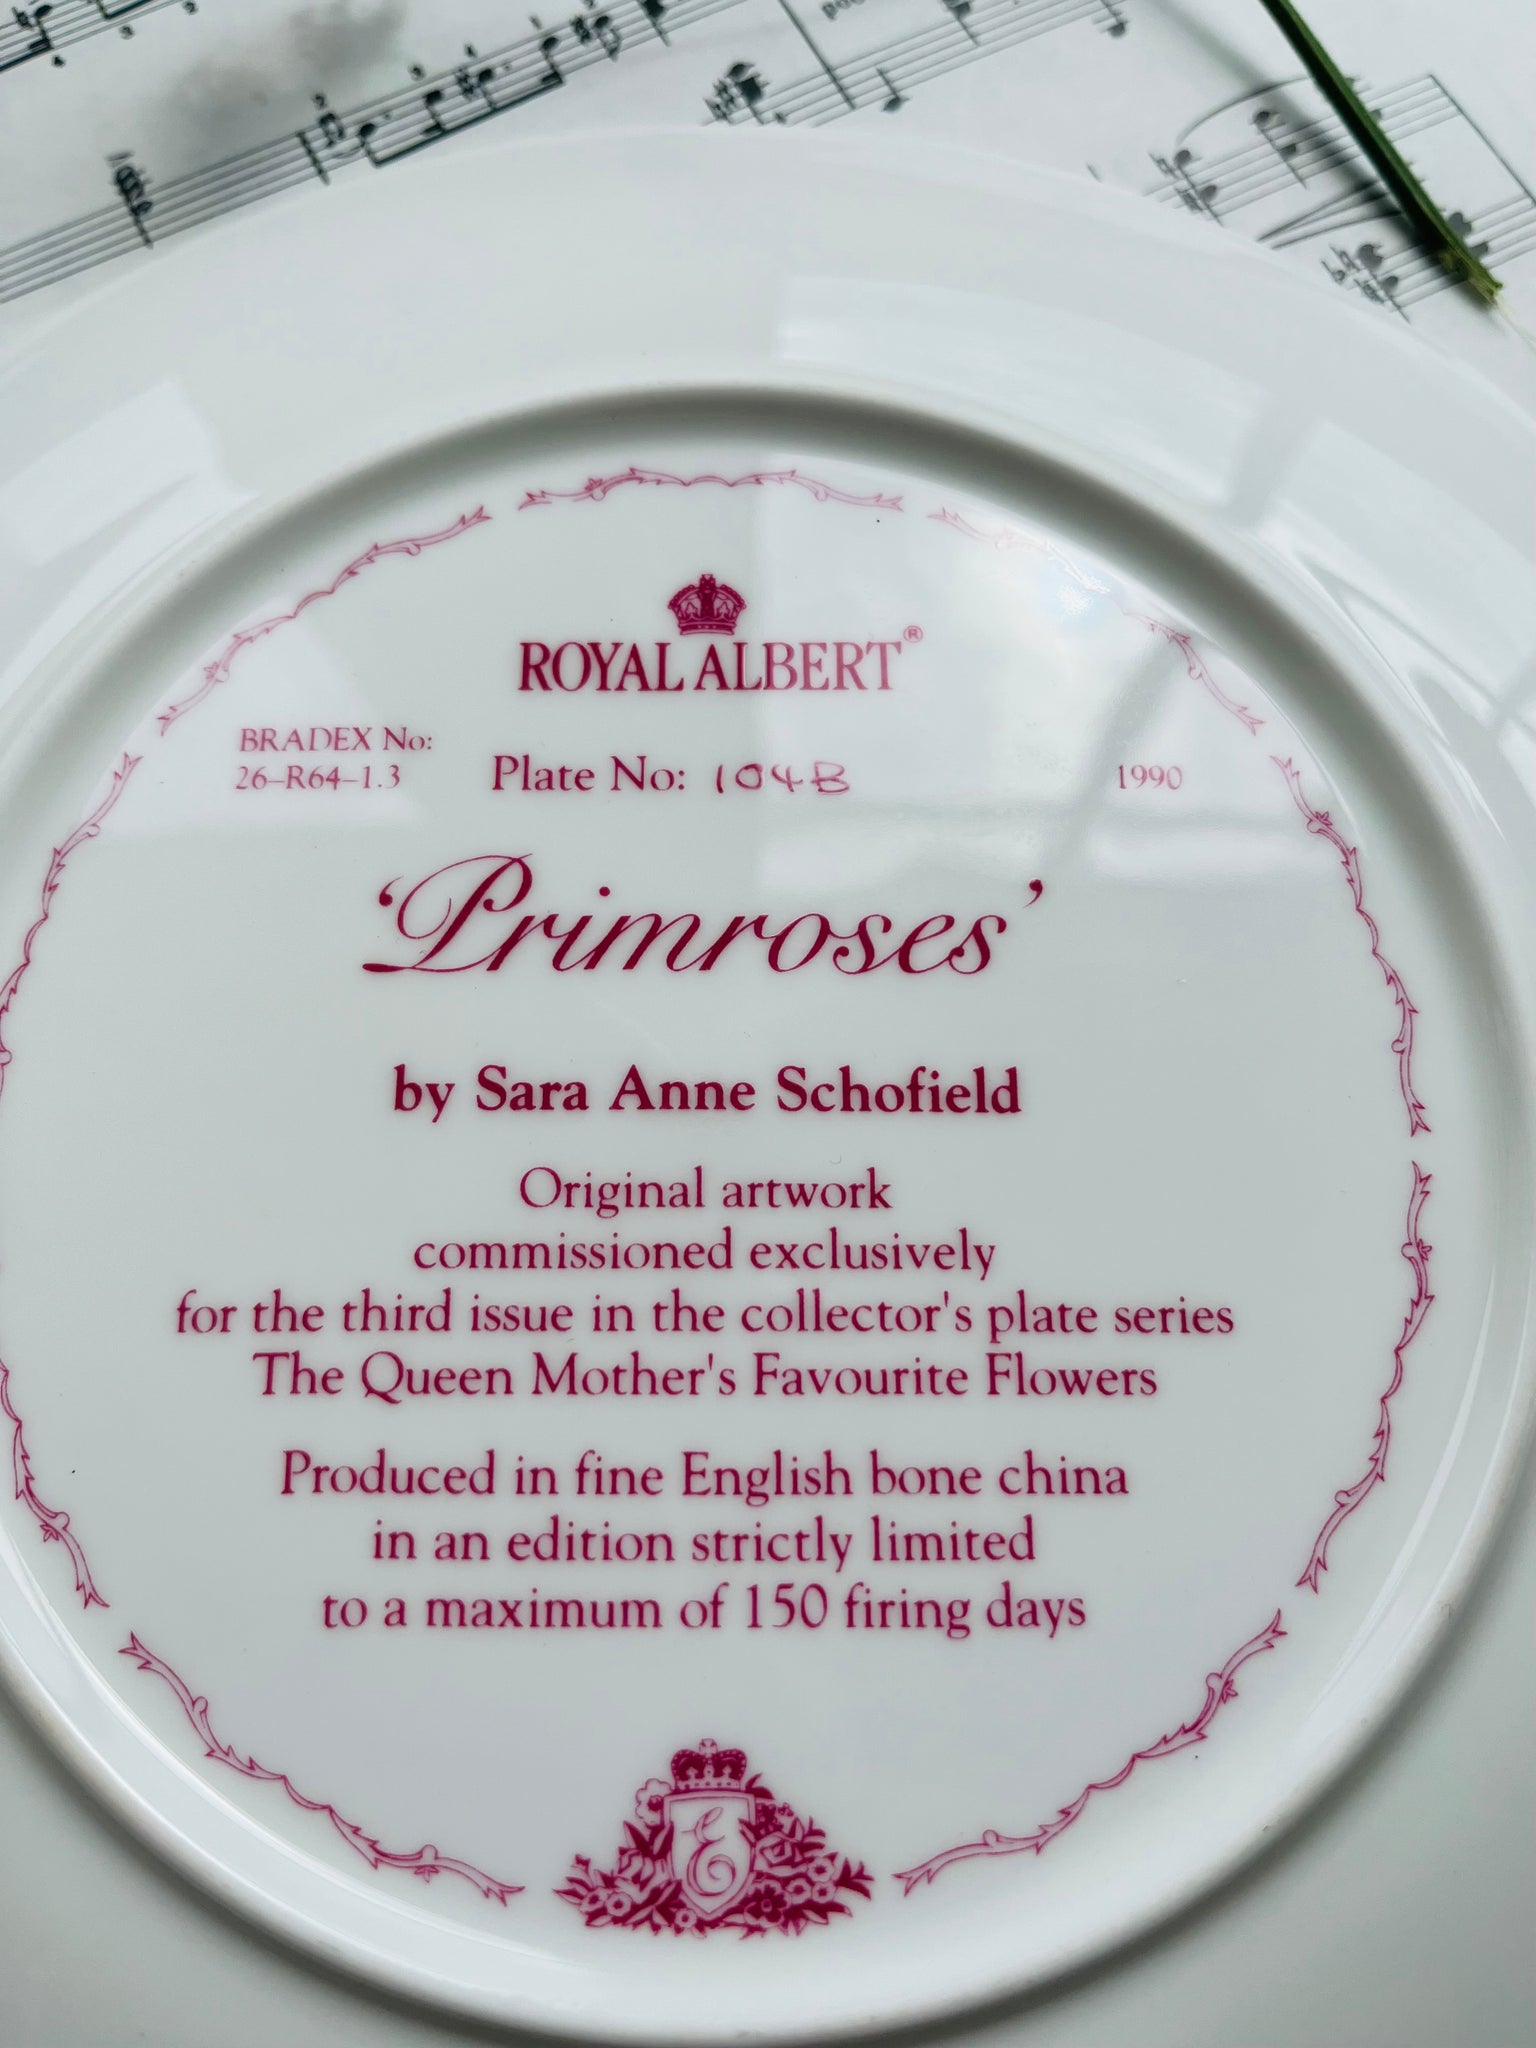 ROYAL ALBERT®
BRADEX No:
26–R64–1.3
Plate No: 104B
1990
‘Primroses’
by Sara Anne Schofield
Original artwork
commissioned exclusively
for the third issue in the collector's plate series
The Queen Mother's Favourite Flowers
Produced in fine English bone china
in an edition strictly limited
to a maximum of 150 firing days
E